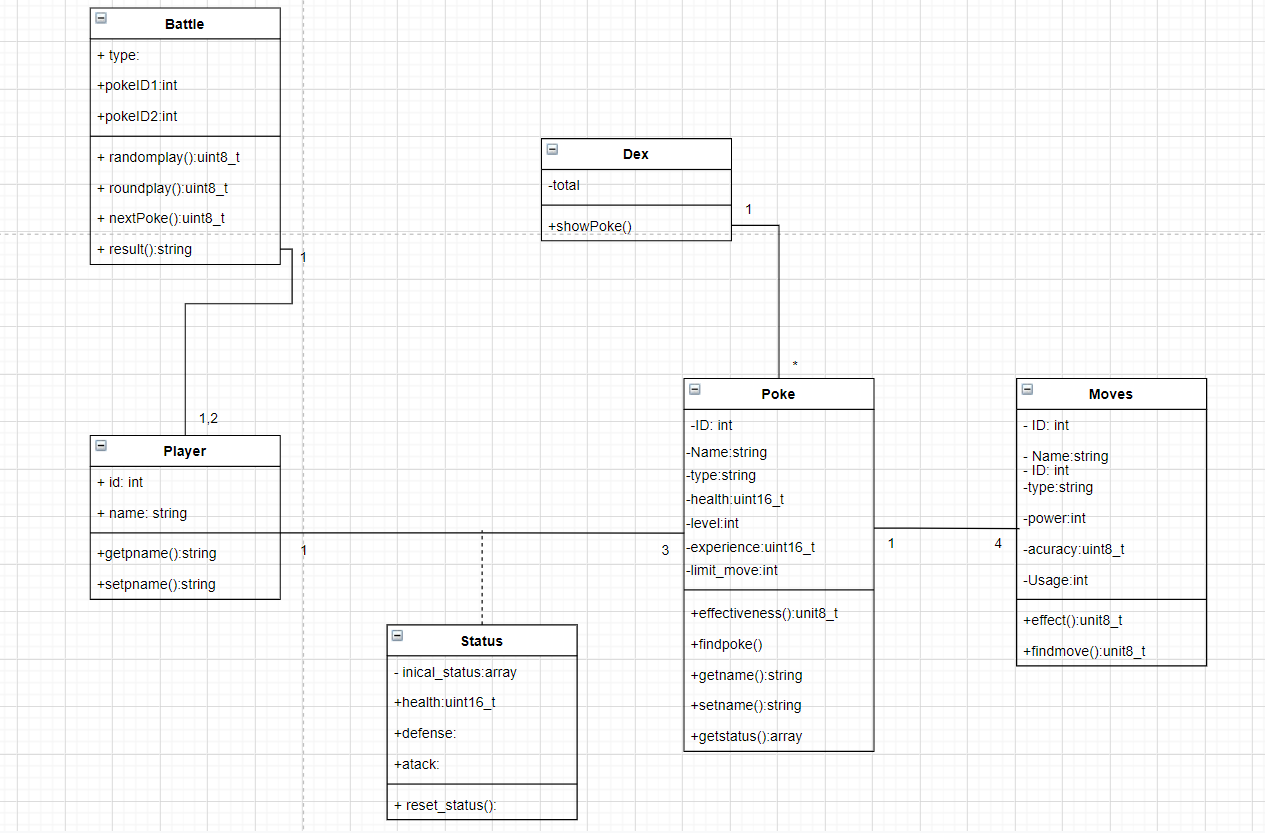 Battle
+ type:
+pokeID1:int
+pokeID2:int
+ randomplay():uint8_t
+ roundplay():uint8_t
+ nextPoke():uint8_t
+ result():string
1
1,2
Dex
-total
+showPoke()
1
*
Player
+ id: int
+ name: string
+getpname():string
+setpname():string
1
3
Status
- inical_status:array
+health:uint16_t
+defense:
+atack:
+ reset_status():
Poke
-ID: int
-Name:string
-type:string
-health:uint16_t
-level:int
-experience:uint16_t
-limit_move:int
+effectiveness():unit8_t
+findpoke()
+getname():string
+setname():string
+getstatus():array
1
4
Moves
- ID: int
- Name:string
- ID: int
-type:string
-power:int
-acuracy:uint8_t
-Usage:int
+effect():unit8_t
+findmove():unit8_t